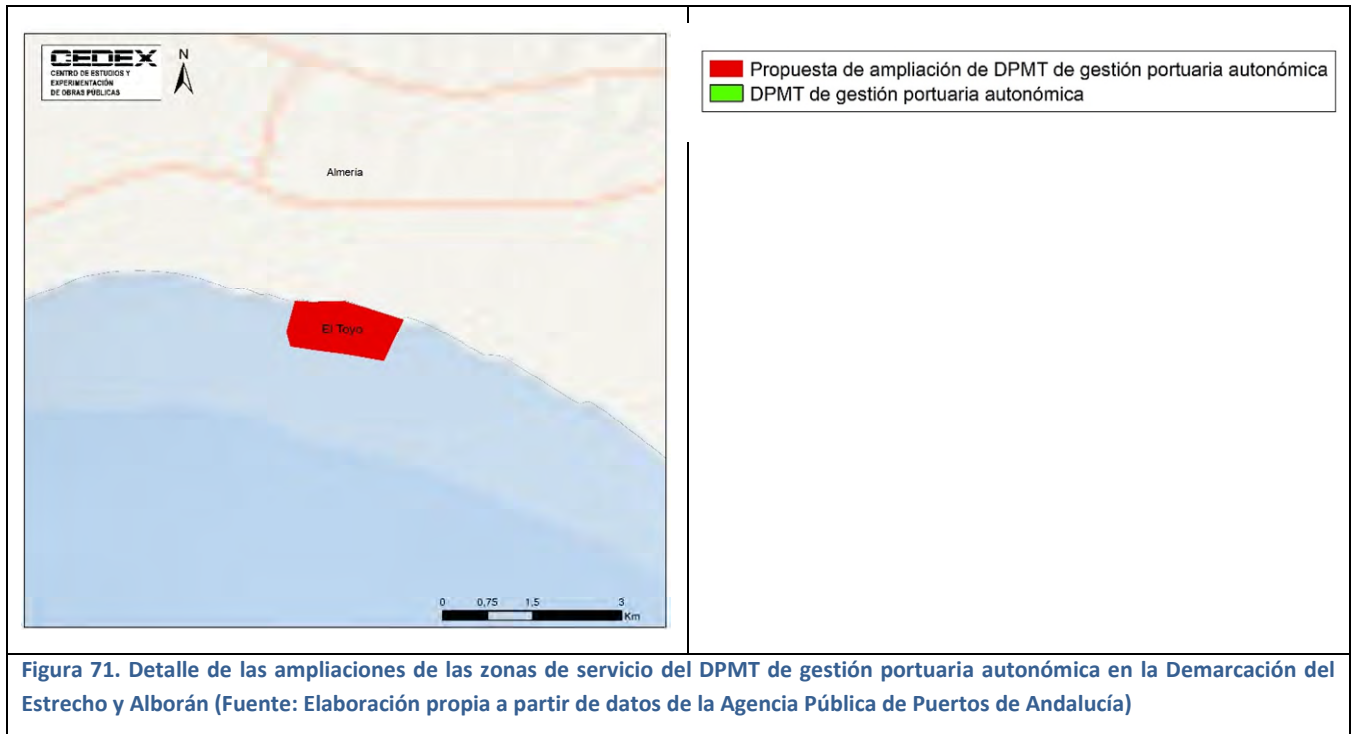 CEDEX
CENTRO DE ESTUDIOS Y
EXPERIMENTACIÓN
DE OBRAS PÚBLICAS
N
Almería
El Toyo
0 0,75 1,5 3
Km
Propuesta de ampliación de DPMT de gestión portuaria autonómica
DPMT de gestión portuaria autonómica
Figura 71. Detalle de las ampliaciones de las zonas de servicio del DPMT de gestión portuaria autonómica en la Demarcación del
Estrecho y Alborán (Fuente: Elaboración propia a partir de datos de la Agencia Pública de Puertos de Andalucía)